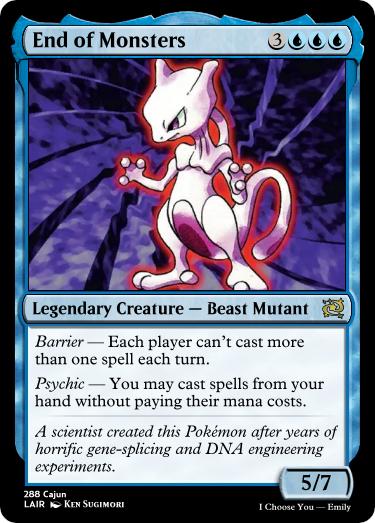 End of Monsters 3
Legendary Creature — Beast Mutant
Barrier — Each player can't cast more
than one spell each turn.
Psychic — You may cast spells from your
hand without paying their mana costs.
A scientist created this Pokémon after years of
horrific gene-splicing and DNA engineering
experiments.
5/7
288 Cajun
LAIR Ken Sugimori
I Choose You — Emily